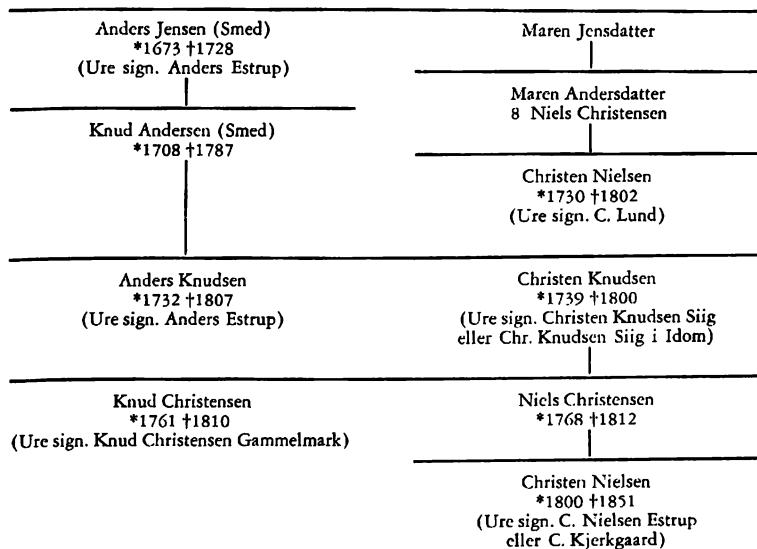 Anders Jensen (Smed)
*1673 †1728
(Ure sign. Anders Estrup)
Maren Jensdatter
Maren Andersdatter
8 Niels Christensen
Knud Andersen (Smed)
*1708 †1787
Christen Nielsen
*1730 †1802
(Ure sign. C. Lund)
Anders Knudsen
*1732 †1807
(Ure sign. Anders Estrup)
Christen Knudsen
*1739 †1800
(Ure sign. Christen Knudsen Siig
eller Chr. Knudsen Siig i Idom)
Knud Christensen
*1761 †1810
(Ure sign. Knud Christensen Gammelmark)
Niels Christensen
*1768 †1812
Christen Nielsen
*1800 †1851
(Ure sign. C. Nielsen Estrup
eller C. Kjerkgaard)